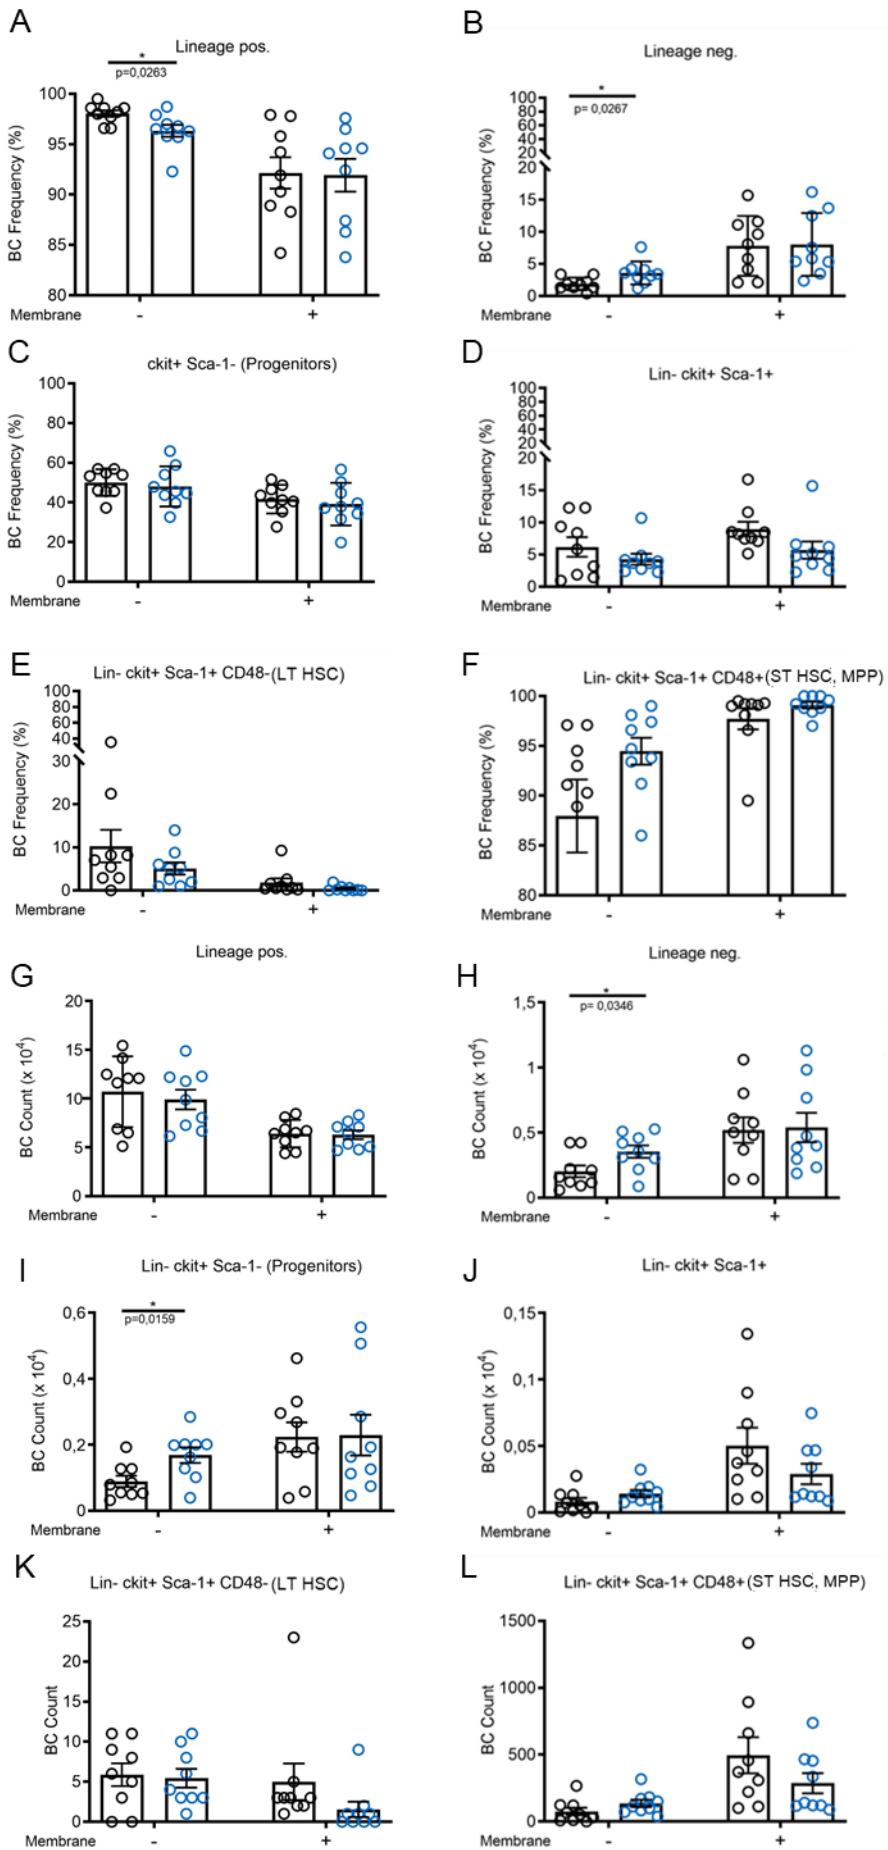 A
Lineage pos.
*
p=0,0263
BC Frequency (%)
100
95
90
85
80
Membrane
-
+
B
Lineage neg.
*
p= 0,0267
BC Frequency (%)
100
80
60
40
20
20
15
10
5
0
Membrane
-
+
C
ckit+ Sca-1- (Progenitors)
BC Frequency (%)
100
80
60
40
20
0
Membrane
-
+
D
Lin- ckit+ Sca-1+
BC Frequency (%)
100
80
60
40
20
20
15
10
5
0
Membrane
-
+
E
Lin- ckit+ Sca-1+ CD48- (LT HSC)
BC Frequency (%)
100
80
60
40
30
20
10
0
Membrane
-
+
F
Lin- ckit+ Sca-1+ CD48+ (ST HSC, MPP)
BC Frequency (%)
100
95
90
85
80
Membrane
-
+
G
Lineage pos.
BC Count (x 10⁴)
20
15
10
5
0
Membrane
-
+
H
Lineage neg.
*
p= 0,0346
BC Count (x 10⁴)
1,5
1
0,5
0
Membrane
-
+
I
Lin- ckit+ Sca-1- (Progenitors)
*
p=0,0159
BC Count (x 10⁴)
0,6
0,4
0,2
0
Membrane
-
+
J
Lin- ckit+ Sca-1+
BC Count (x 10⁴)
0,15
0,1
0,05
0
Membrane
-
+
K
Lin- ckit+ Sca-1+ CD48- (LT HSC)
BC Count
25
20
15
10
5
0
Membrane
-
+
L
Lin- ckit+ Sca-1+ CD48+ (ST HSC, MPP)
BC Count
1500
1000
500
0
Membrane
-
+